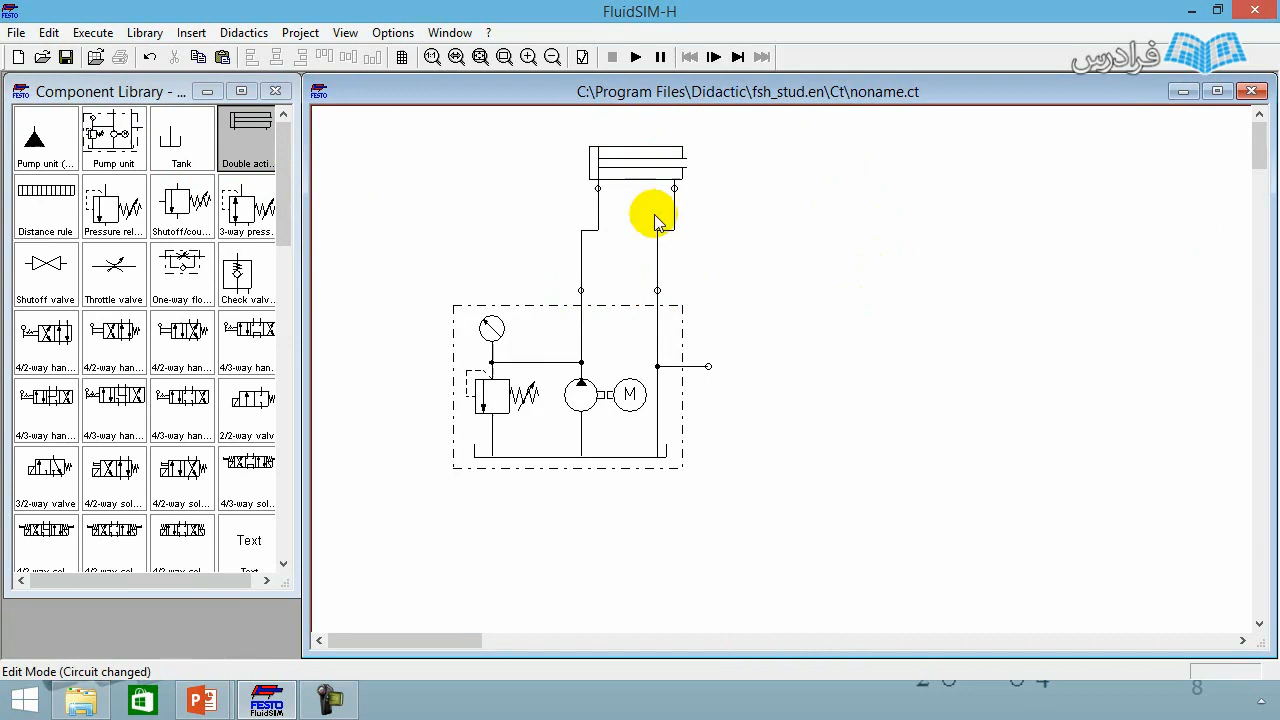 FluidSIM-H
File Edit Execute Library Insert Didactics Project View Options Window ?
فرادرس
FESTO Component Library - ...
FESTO C:\Program Files\Didactic\fsh_stud.en\Ct\noname.ct
Pump unit (... Pump unit Tank Double acti...
Distance rule Pressure rel... Shutoff/cou... 3-way press...
Shutoff valve Throttle valve One-way flo... Check valv...
4/2-way han... 4/2-way han... 4/2-way han... 4/3-way han...
4/3-way han... 4/3-way han... 4/3-way han... 2/2-way valv...
3/2-way valve 4/2-way sol... 4/2-way sol... 4/3-way sol...
Text
M
Edit Mode (Circuit changed)
FESTO
FluidSIM
8